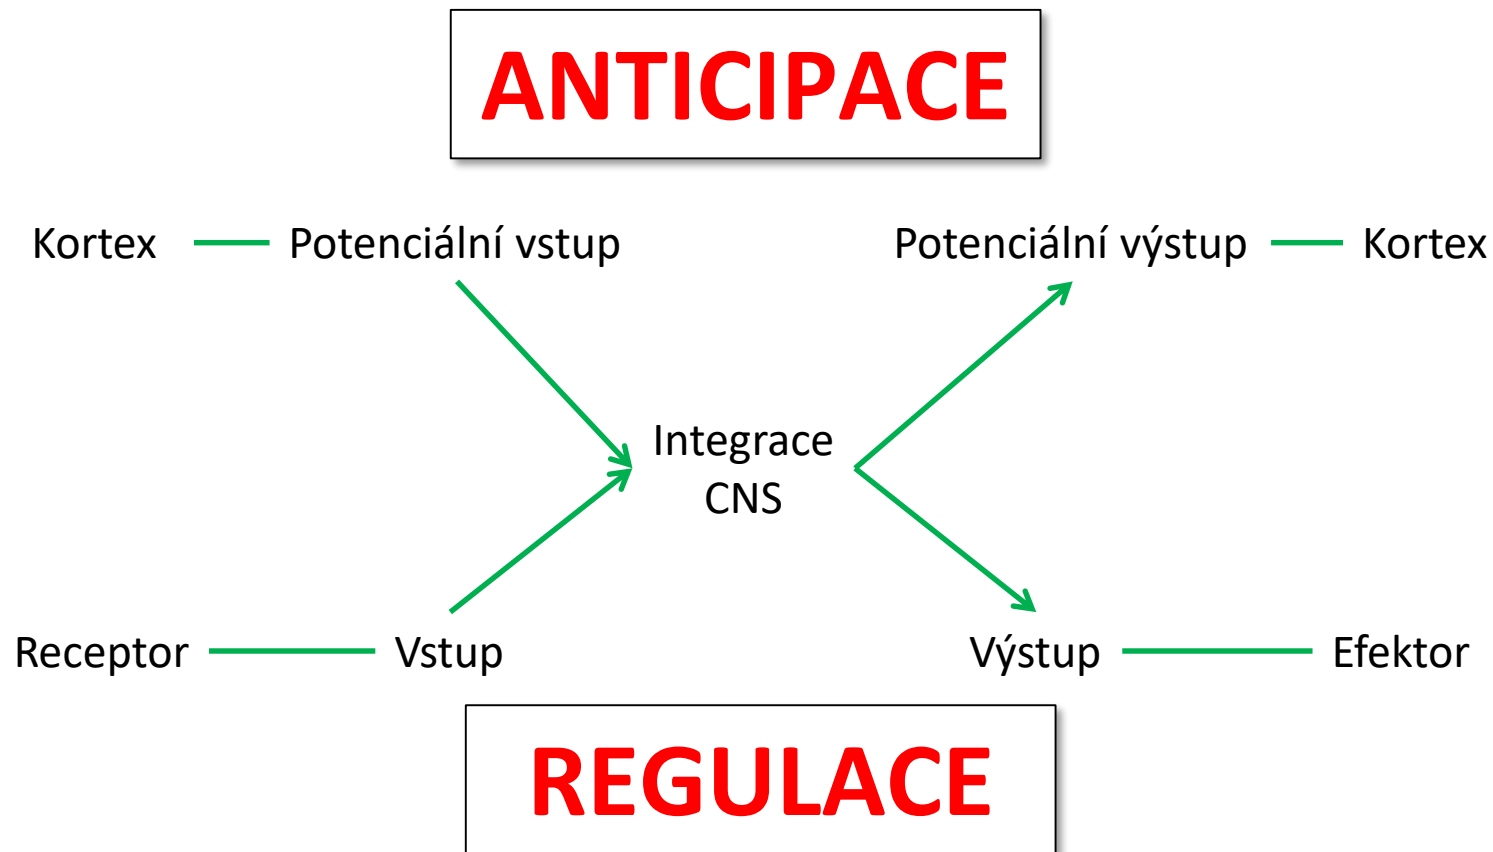 ANTICIPACE
Kortex Potenciální vstup Potenciální výstup Kortex
Integrace
CNS
Receptor Vstup Výstup Efektor
REGULACE